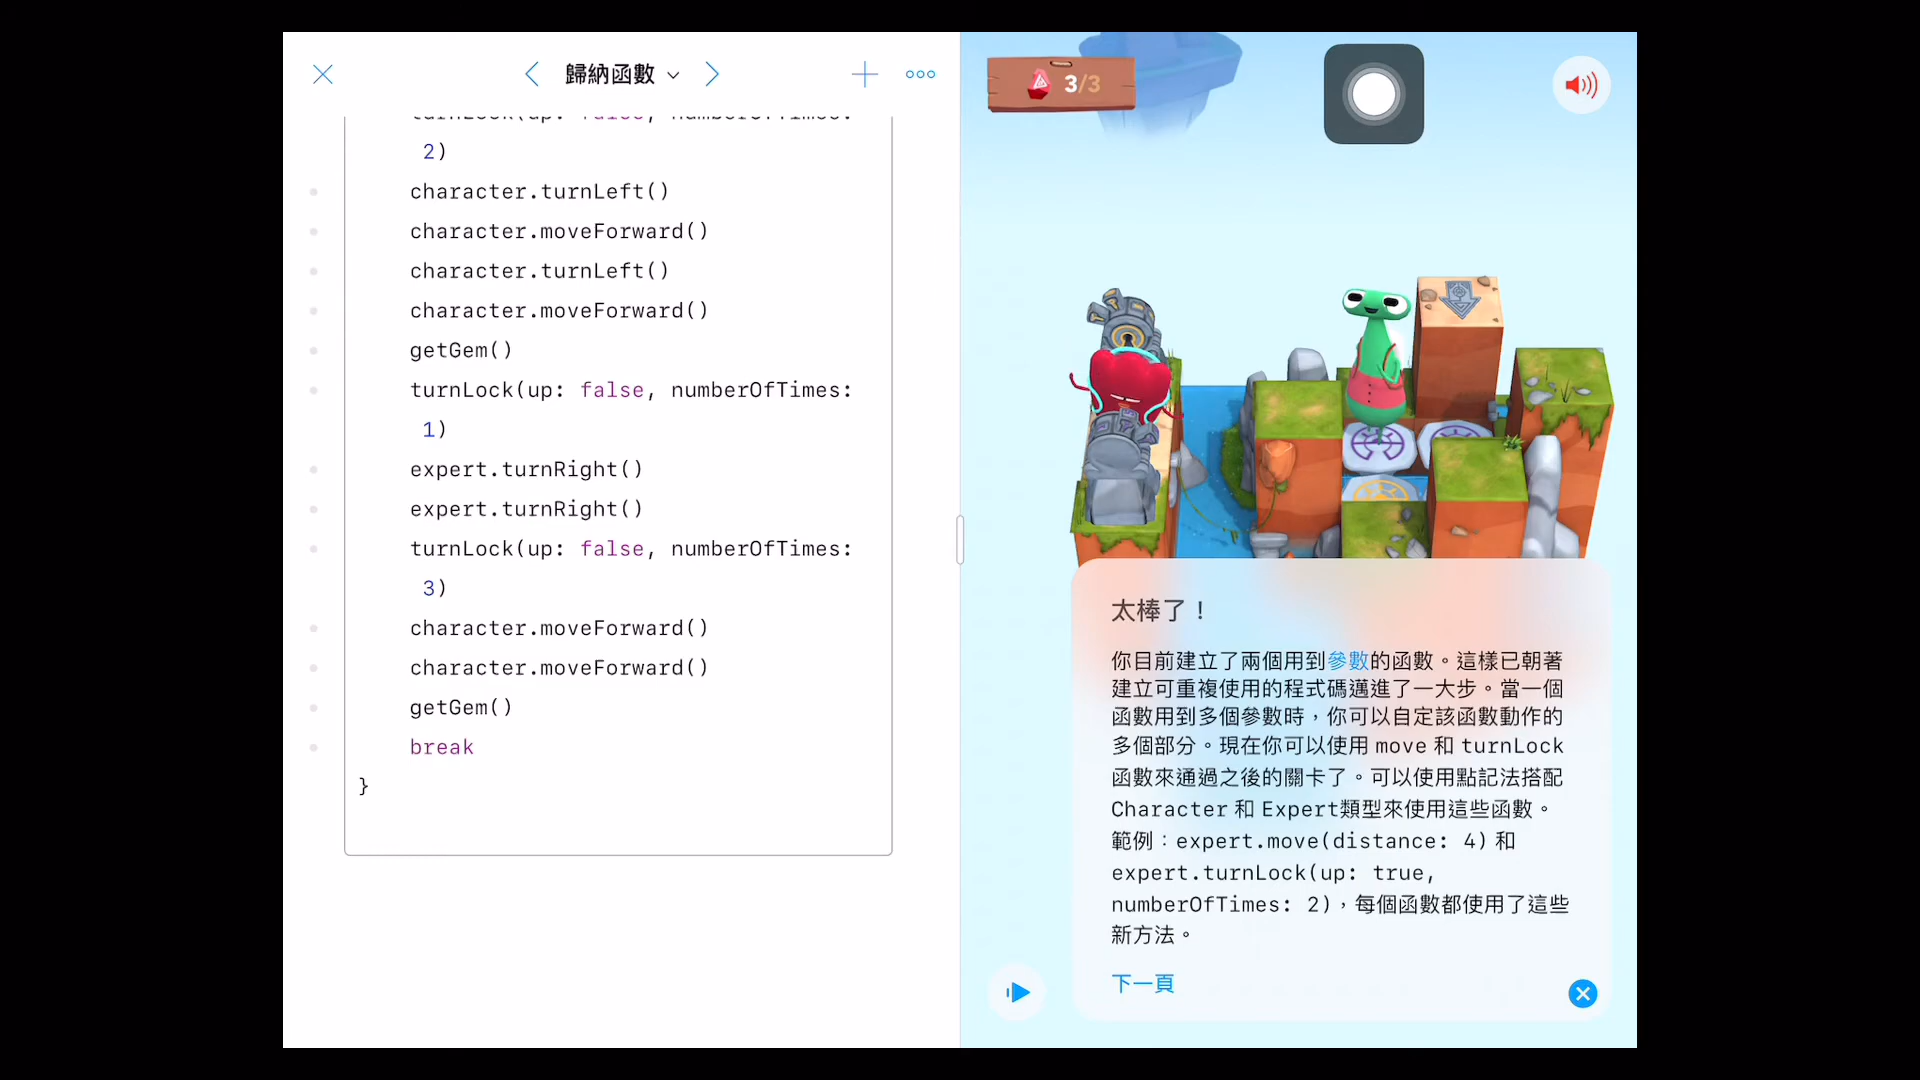 歸納函數
turnLock(up: false, numberOfTimes:
2)
character.turnLeft()
character.moveForward()
character.turnLeft()
character.moveForward()
getGem()
turnLock(up: false, numberOfTimes:
1)
expert.turnRight()
expert.turnRight()
turnLock(up: false, numberOfTimes:
3)
character.moveForward()
character.moveForward()
getGem()
break
}
3/3
太棒了！
你目前建立了兩個用到參數的函數。這樣已朝著
建立可重複使用的程式碼邁進了一大步。當一個
函數用到多個參數時，你可以自定該函數動作的
多個部分。現在你可以使用 move 和 turnLock
函數來通過之後的關卡了。可以使用點記法搭配
Character 和 Expert類型來使用這些函數。
範例：expert.move(distance: 4) 和
expert.turnLock(up: true,
numberOfTimes: 2)，每個函數都使用了這些
新方法。
下一頁